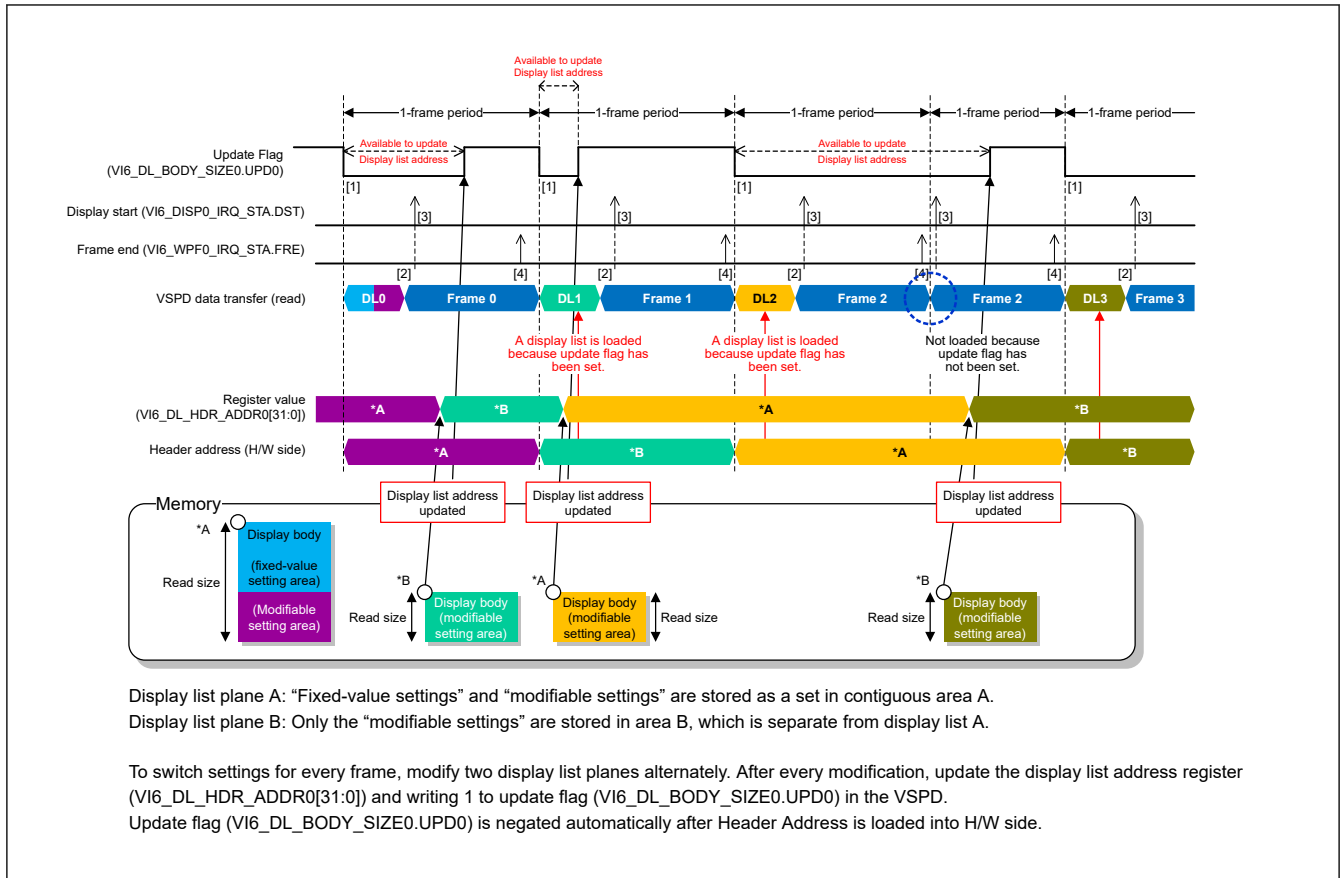 Available to update
Display list address
1-frame period
1-frame period
1-frame period
1-frame period
1-frame period
Update Flag
(VI6_DL_BODY_SIZE0.UPD0)
Available to update
Display list address
Available to update
Display list address
[1]
[1]
[1]
[1]
Display start (VI6_DISP0_IRQ_STA.DST)
[3]
[3]
[3]
[3]
[3]
Frame end (VI6_WPF0_IRQ_STA.FRE)
[2]
[4]
[2]
[4]
[2]
[4]
[4]
[2]
VSPD data transfer (read)
DL0
Frame 0
DL1
Frame 1
DL2
Frame 2
Frame 2
DL3
Frame 3
A display list is loaded
because update flag has
been set.
A display list is loaded
because update flag has
been set.
Not loaded because
update flag has
not been set.
Register value
(VI6_DL_HDR_ADDR0[31:0])
*A
*B
*A
*B
Header address (H/W side)
*A
*B
*A
*B
Display list address
updated
Display list address
updated
Display list address
updated
Memory
*A
Display body
(fixed-value
setting area)
(Modifiable
setting area)
Read size
*B
Read size
Display body
(modifiable
setting area)
*A
Display body
(modifiable
setting area)
Read size
*B
Read size
Display body
(modifiable
setting area)
Display list plane A: “Fixed-value settings” and “modifiable settings” are stored as a set in contiguous area A.
Display list plane B: Only the “modifiable settings” are stored in area B, which is separate from display list A.
To switch settings for every frame, modify two display list planes alternately. After every modification, update the display list address register
(VI6_DL_HDR_ADDR0[31:0]) and writing 1 to update flag (VI6_DL_BODY_SIZE0.UPD0) in the VSPD.
Update flag (VI6_DL_BODY_SIZE0.UPD0) is negated automatically after Header Address is loaded into H/W side.